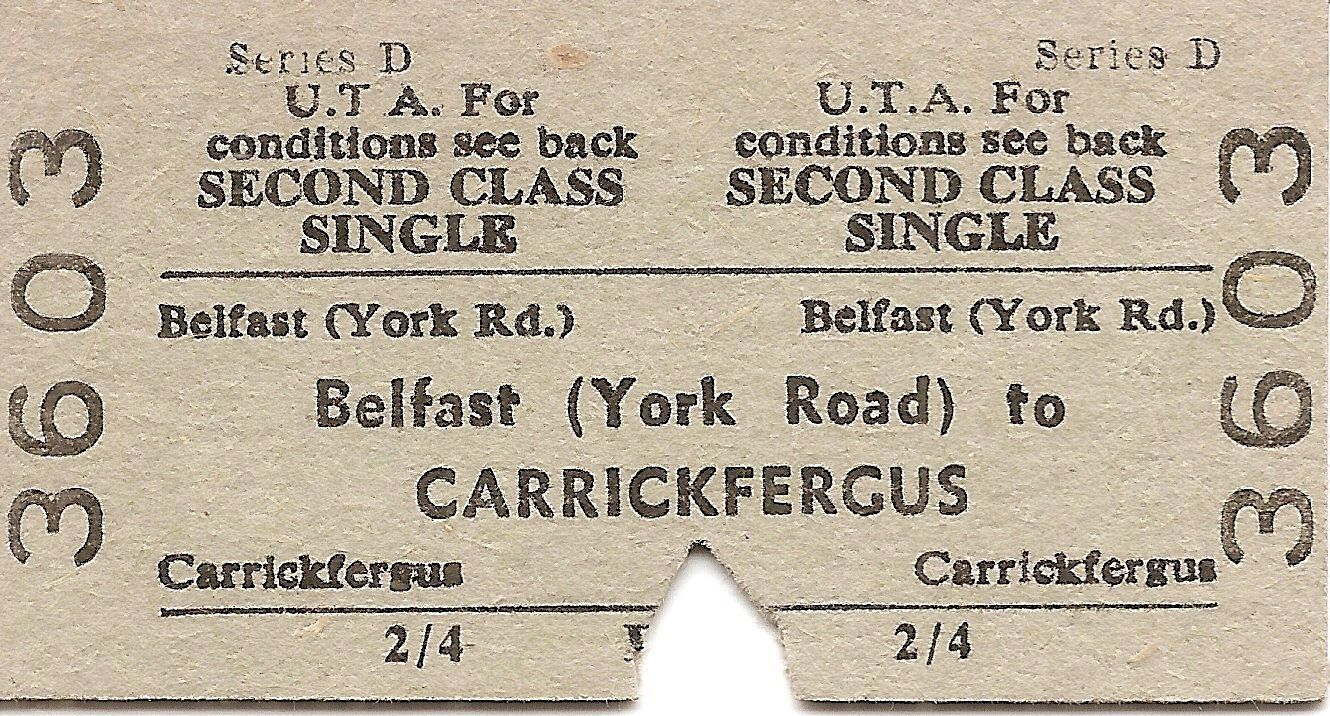 Series D Series D
U.T A. For U.T.A. For
conditions see back conditions see back
SECOND CLASS SECOND CLASS
SINGLE SINGLE
Belfast (York Rd.) Belfast (York Rd.)
Belfast (York Road) to
CARRICKFERGUS
Carrickfergus Carrickfergus
2/4 2/4
3603
3603